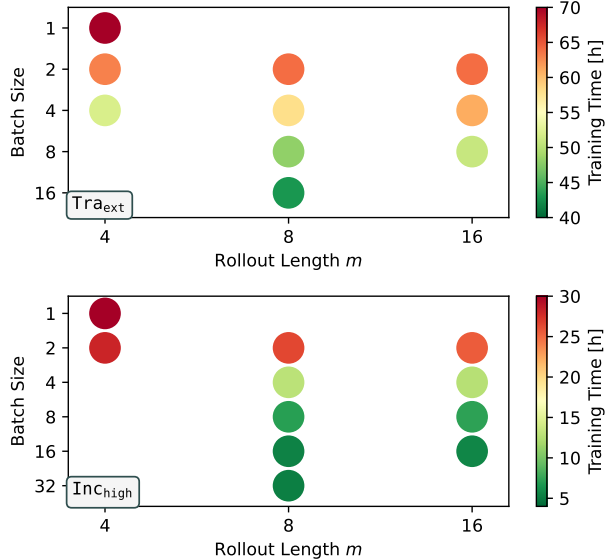 1
2
4
8
16
Batch Size
Tra_ext
4 8 16
Rollout Length m
70
65
60
55
50
45
40
Training Time [h]
1
2
4
8
16
32
Batch Size
Inc_high
4 8 16
Rollout Length m
30
25
20
15
10
5
Training Time [h]